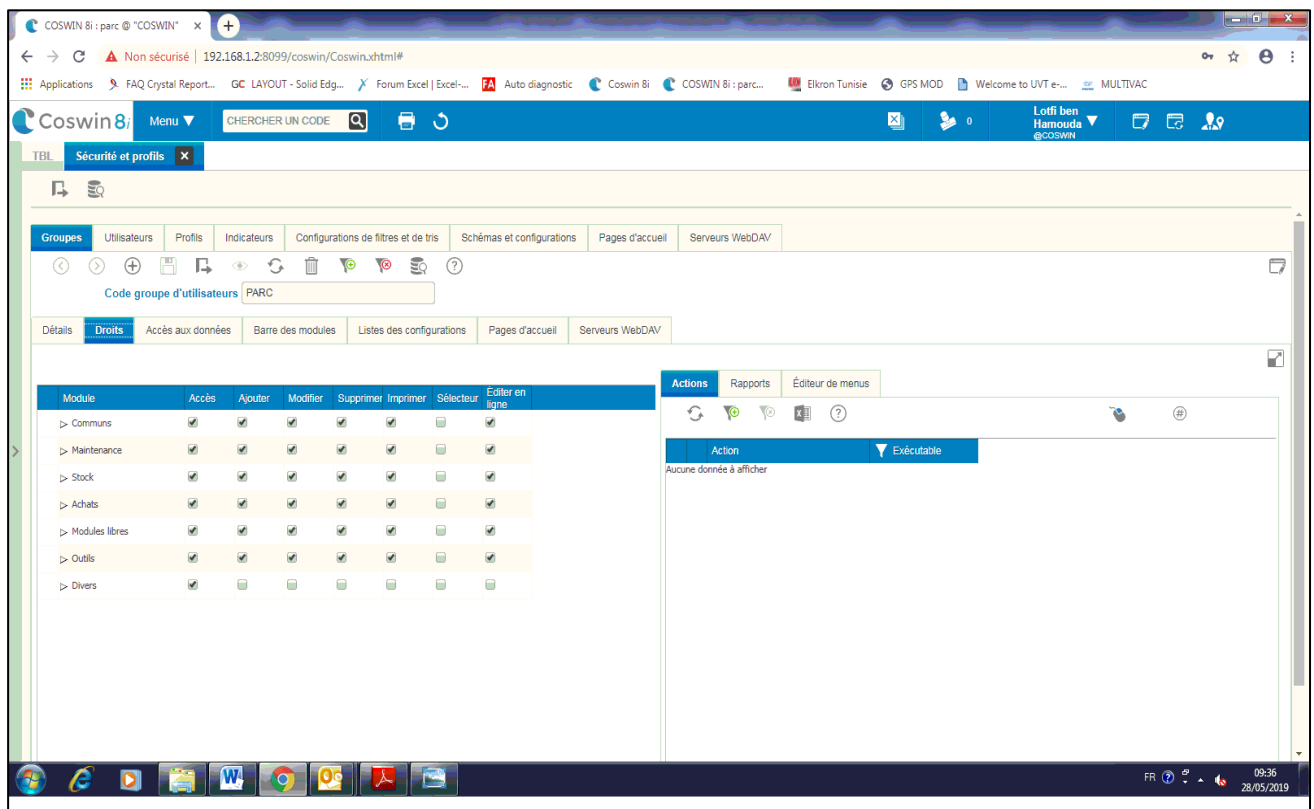 COSWIN 8i : parc @ "COSWIN"
Non sécurisé | 192.168.1.2:8099/coswin/Coswin.xhtml#
Applications FAQ Crystal Report... GC LAYOUT - Solid Edg... Forum Excel | Excel-... FA Auto diagnostic Coswin 8i COSWIN 8i : parc... Elkron Tunisie GPS MOD Welcome to UVT e-... MULTIVAC
Coswin 8i Menu CHERCHER UN CODE 0 Lotfi ben
Hamouda
@COSWIN
TBL Sécurité et profils
Groupes Utilisateurs Profils Indicateurs Configurations de filtres et de tris Schémas et configurations Pages d'accueil Serveurs WebDAV
Code groupe d'utilisateurs PARC
Détails Droits Accès aux données Barre des modules Listes des configurations Pages d'accueil Serveurs WebDAV
Actions Rapports Éditeur de menus
Module Accès Ajouter Modifier Supprimer Imprimer Sélecteur Éditer en
ligne
Communs
Maintenance
Stock
Achats
Modules libres
Outils
Divers
Action Exécutable
Aucune donnée à afficher
FR 09:36
28/05/2019